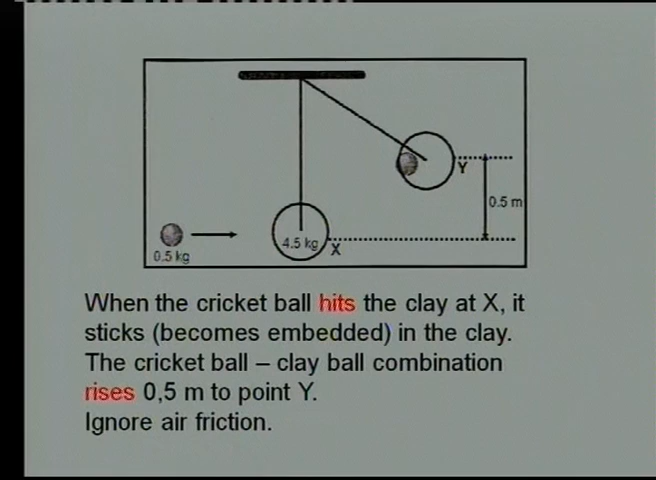 Y
0.5 m
4.5 kg
X
0.5 kg
When the cricket ball hits the clay at X, it
sticks (becomes embedded) in the clay.
The cricket ball – clay ball combination
rises 0,5 m to point Y.
Ignore air friction.